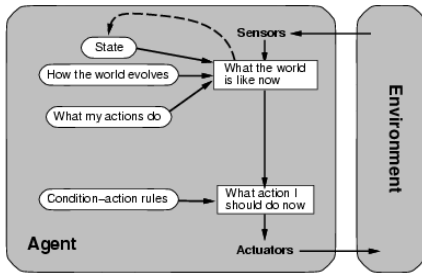 Sensors
State
How the world evolves
What my actions do
What the world
is like now
Condition−action rules
What action I
should do now
Agent
Actuators
Environment